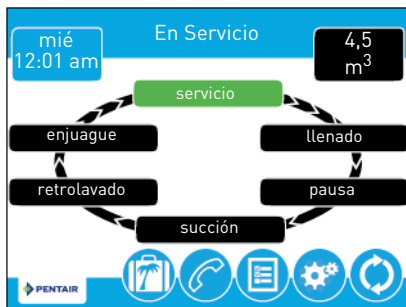 mié
12:01 am
En Servicio
4,5
m³
servicio
enjuague
llenado
retrolavado
pausa
succión
PENTAIR